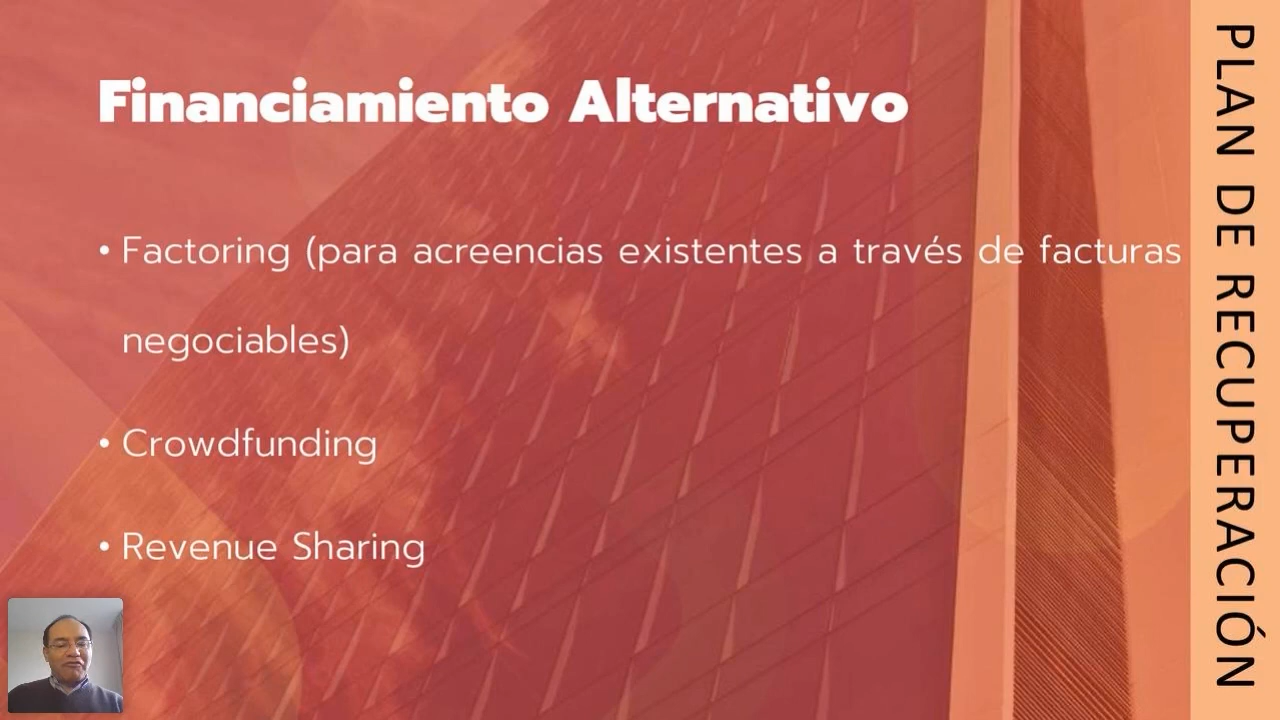 Financiamiento Alternativo
• Factoring (para acreencias existentes a través de facturas
negociables)
• Crowdfunding
• Revenue Sharing
PLAN DE RECUPERACIÓN